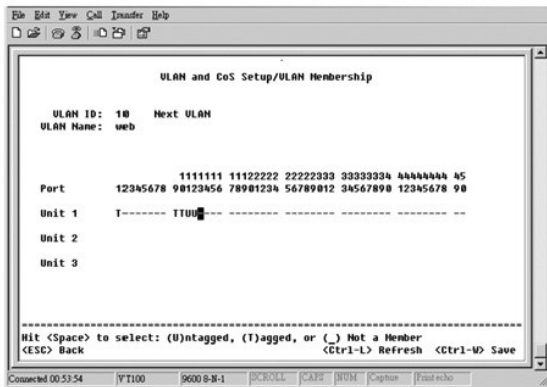 File Edit View Call Transfer Help
VLAN and CoS Setup/VLAN Membership
VLAN ID: 10 Next VLAN
VLAN Name: web
1111111 11122222 22222333 33333334 44444444 45
Port 12345678 90123456 78901234 56789012 34567890 12345678 90
Unit 1 T------- TTUU---- -------- -------- -------- -------- --
Unit 2
Unit 3
Hit <Space> to select: (U)ntagged, (T)agged, or (_) Not a Member
<ESC> Back <Ctrl-L> Refresh <Ctrl-W> Save
Connected 00:53:54 VT100 9600 8-N-1 SCROLL CAPS NUM Capture Print echo